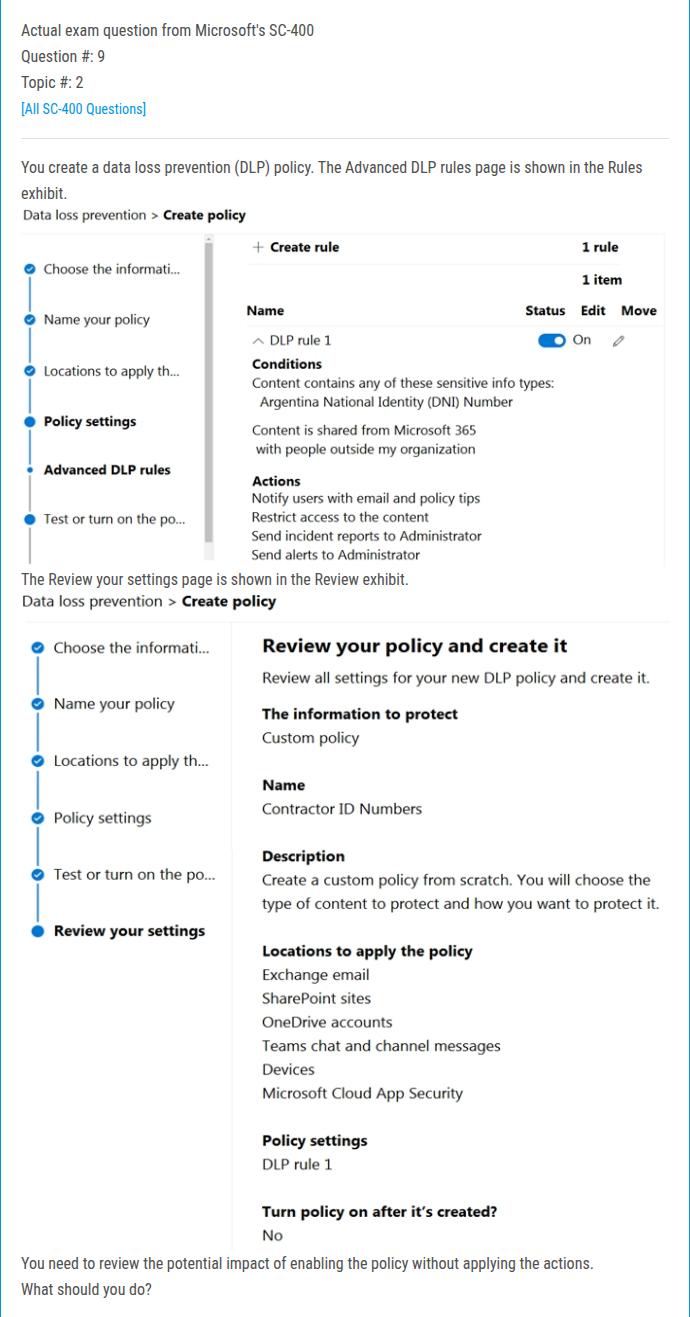 Actual exam question from Microsoft's SC-400
Question #: 9
Topic #: 2
[All SC-400 Questions]
You create a data loss prevention (DLP) policy. The Advanced DLP rules page is shown in the Rules
exhibit.
Data loss prevention > Create policy
+ Create rule 1 rule
1 item
Choose the informati...
Name your policy
Locations to apply th...
Policy settings
Advanced DLP rules
Test or turn on the po...
Name Status Edit Move
DLP rule 1 On
Conditions
Content contains any of these sensitive info types:
Argentina National Identity (DNI) Number
Content is shared from Microsoft 365
with people outside my organization
Actions
Notify users with email and policy tips
Restrict access to the content
Send incident reports to Administrator
Send alerts to Administrator
The Review your settings page is shown in the Review exhibit.
Data loss prevention > Create policy
Choose the informati...
Name your policy
Locations to apply th...
Policy settings
Test or turn on the po...
Review your settings
Review your policy and create it
Review all settings for your new DLP policy and create it.
The information to protect
Custom policy
Name
Contractor ID Numbers
Description
Create a custom policy from scratch. You will choose the
type of content to protect and how you want to protect it.
Locations to apply the policy
Exchange email
SharePoint sites
OneDrive accounts
Teams chat and channel messages
Devices
Microsoft Cloud App Security
Policy settings
DLP rule 1
Turn policy on after it's created?
No
You need to review the potential impact of enabling the policy without applying the actions.
What should you do?